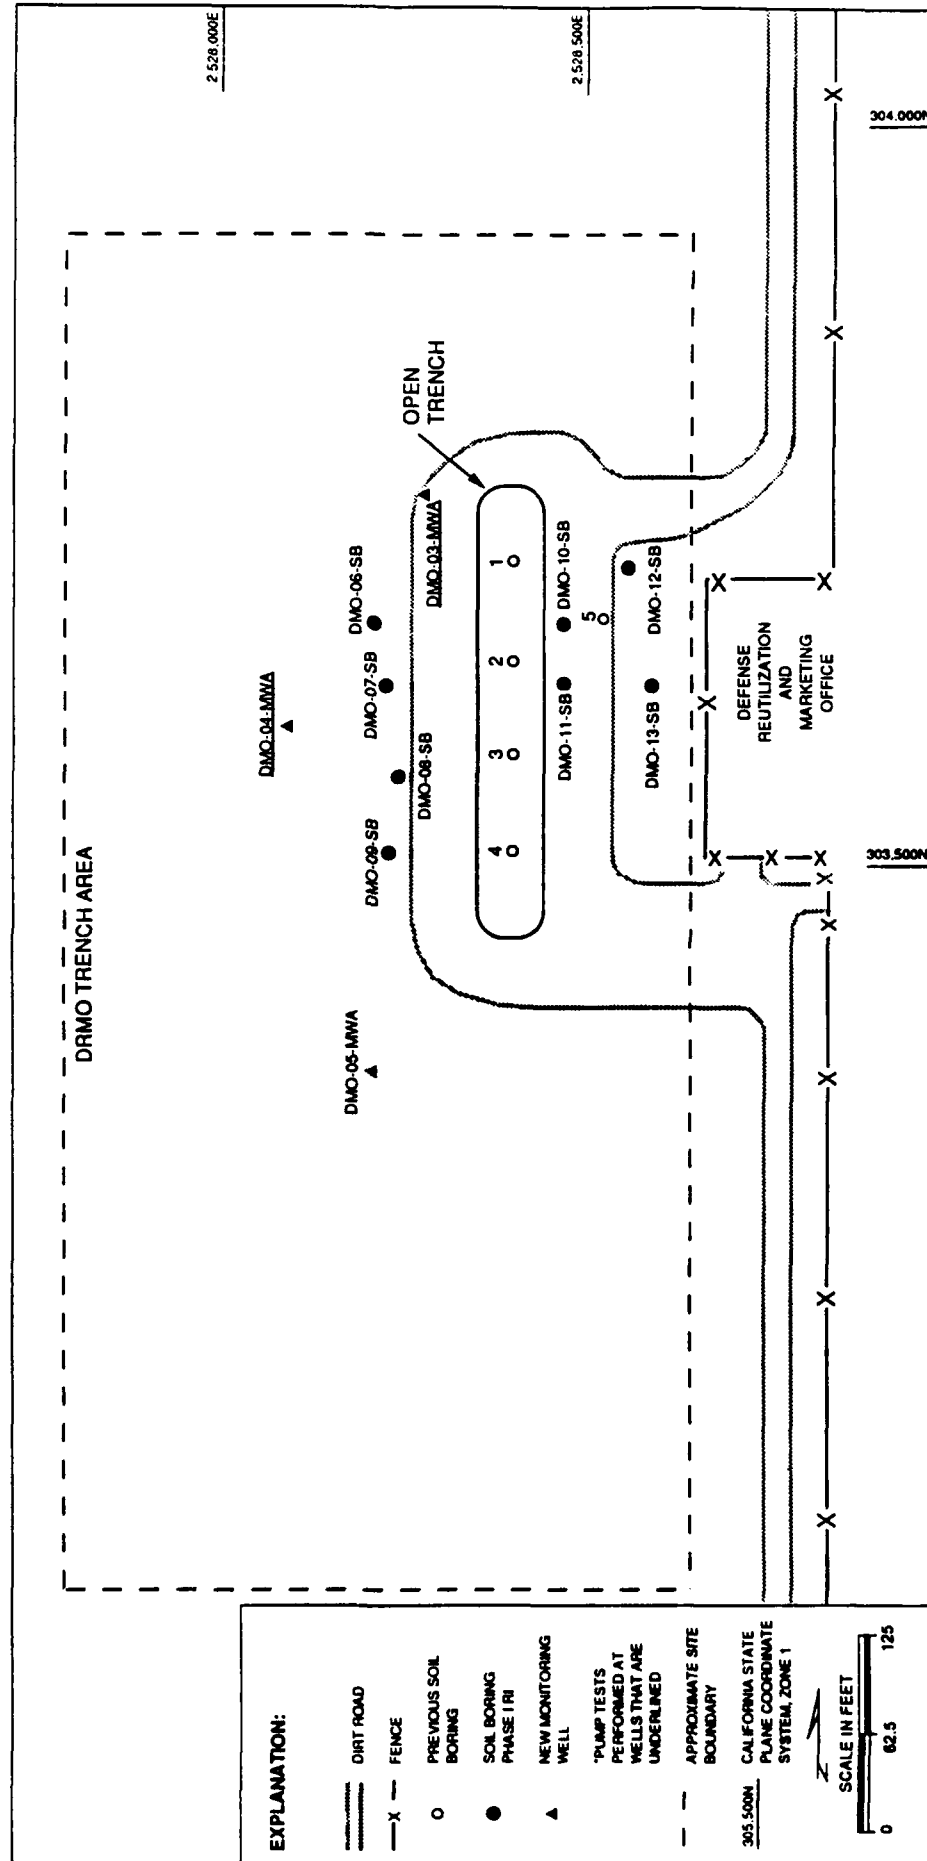 2,528,000E
2,528,500E
304,000N
303,500N
DRMO TRENCH AREA
OPEN
TRENCH
DMO-04-MWA
DMO-05-MWA
DMO-03-MWA
DMO-06-SB
DMO-07-SB
DMO-08-SB
DMO-09-SB
4
3
2
1
5
DMO-10-SB
DMO-11-SB
DMO-12-SB
DMO-13-SB
DEFENSE
REUTILIZATION
AND
MARKETING
OFFICE
EXPLANATION:
DIRT ROAD
FENCE
PREVIOUS SOIL
BORING
SOIL BORING
PHASE I RI
NEW MONITORING
WELL
*PUMP TESTS
PERFORMED AT
WELLS THAT ARE
UNDERLINED
APPROXIMATE SITE
BOUNDARY
305,500N
CALIFORNIA STATE
PLANE COORDINATE
SYSTEM, ZONE 1
SCALE IN FEET
0 62.5 125